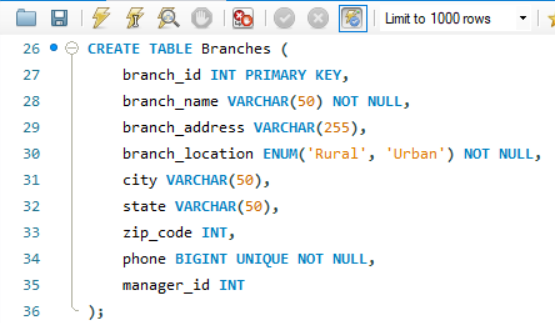 Limit to 1000 rows
26 CREATE TABLE Branches (
27 branch_id INT PRIMARY KEY,
28 branch_name VARCHAR(50) NOT NULL,
29 branch_address VARCHAR(255),
30 branch_location ENUM('Rural', 'Urban') NOT NULL,
31 city VARCHAR(50),
32 state VARCHAR(50),
33 zip_code INT,
34 phone BIGINT UNIQUE NOT NULL,
35 manager_id INT
36 );